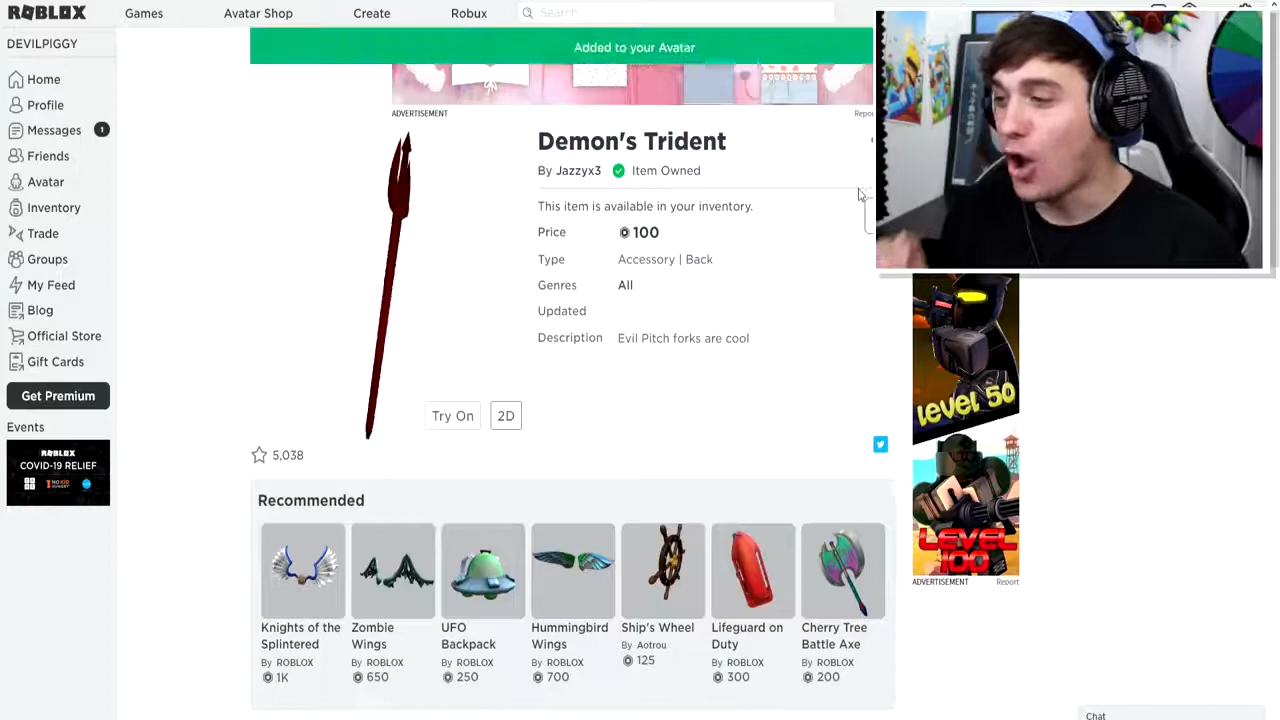 ROBLOX
Games
Avatar Shop
Create
Robux
Search
DEVILPIGGY
Home
Profile
Messages
1
Friends
Avatar
Inventory
Trade
Groups
My Feed
Blog
Official Store
Gift Cards
Get Premium
Events
ROBLOX
COVID-19 RELIEF
NO KID
HUNGRY
Added to your Avatar
ADVERTISEMENT
Demon's Trident
By Jazzyx3
Item Owned
This item is available in your inventory.
Price
100
Type
Accessory | Back
Genres
All
Updated
Description
Evil Pitch forks are cool
Try On
2D
5,038
Recommended
Knights of the
Splintered
By ROBLOX
1K
Zombie
Wings
By ROBLOX
650
UFO
Backpack
By ROBLOX
250
Hummingbird
Wings
By ROBLOX
700
Ship's Wheel
By Aotrou
125
Lifeguard on
Duty
By ROBLOX
300
Cherry Tree
Battle Axe
By ROBLOX
200
Level 50
LEVEL
100
ADVERTISEMENT
Report
Chat